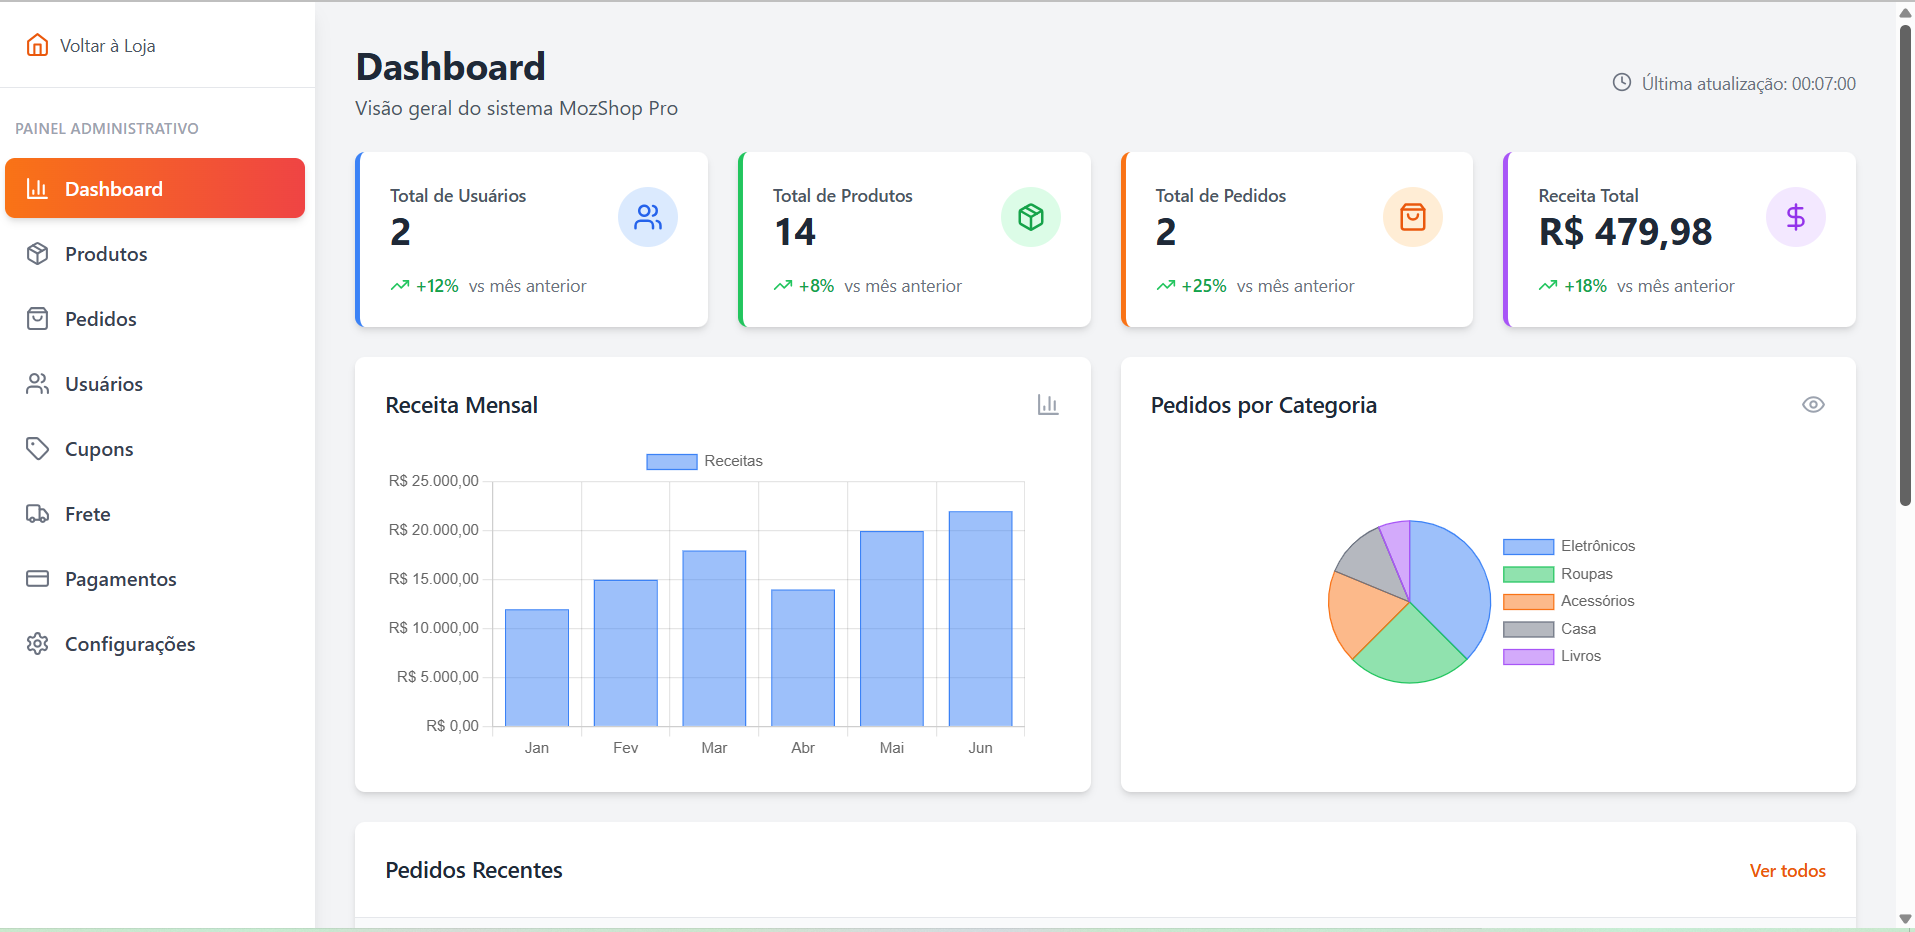 Voltar à Loja
PAINEL ADMINISTRATIVO
Dashboard
Produtos
Pedidos
Usuários
Cupons
Frete
Pagamentos
Configurações
Dashboard
Visão geral do sistema MozShop Pro
Última atualização: 00:07:00
Total de Usuários
2
+12% vs mês anterior
Total de Produtos
14
+8% vs mês anterior
Total de Pedidos
2
+25% vs mês anterior
Receita Total
R$ 479,98
+18% vs mês anterior
Receita Mensal
Receitas
R$ 25.000,00
R$ 20.000,00
R$ 15.000,00
R$ 10.000,00
R$ 5.000,00
R$ 0,00
Jan Fev Mar Abr Mai Jun
Pedidos por Categoria
Eletrônicos
Roupas
Acessórios
Casa
Livros
Pedidos Recentes
Ver todos